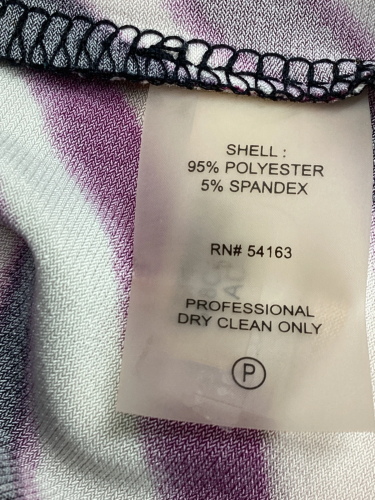 SHELL :
95% POLYESTER
5% SPANDEX
RN# 54163
PROFESSIONAL
DRY CLEAN ONLY
P